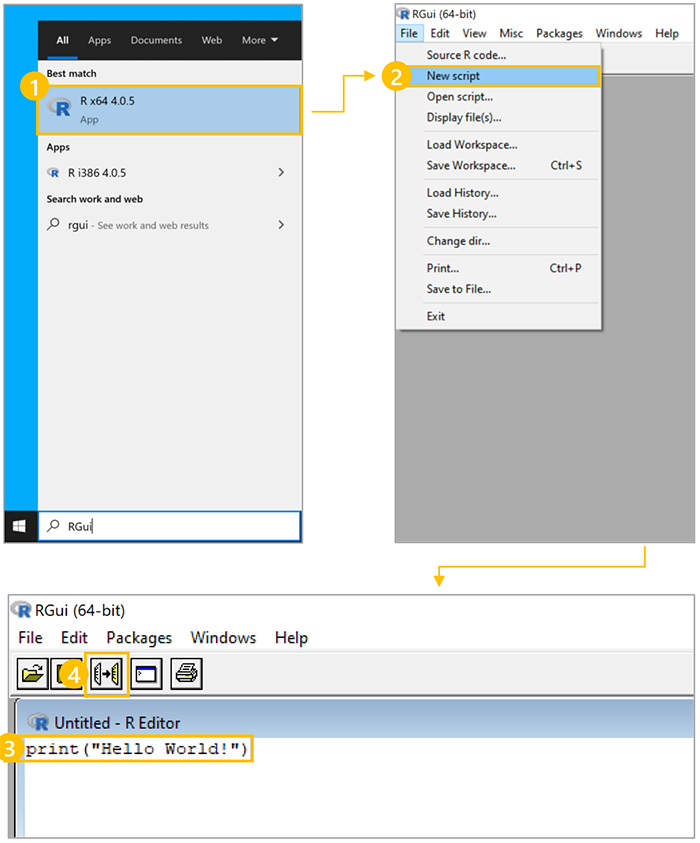 All Apps Documents Web More
Best match
1
R x64 4.0.5
App
Apps
R i386 4.0.5
Search work and web
rgui - See work and web results
RGui
R RGui (64-bit)
File Edit View Misc Packages Windows Help
Source R code...
2
New script
Open script...
Display file(s)...
Load Workspace...
Save Workspace... Ctrl+S
Load History...
Save History...
Change dir...
Print... Ctrl+P
Save to File...
Exit
R RGui (64-bit)
File Edit Packages Windows Help
4
R Untitled - R Editor
3 print("Hello World!")